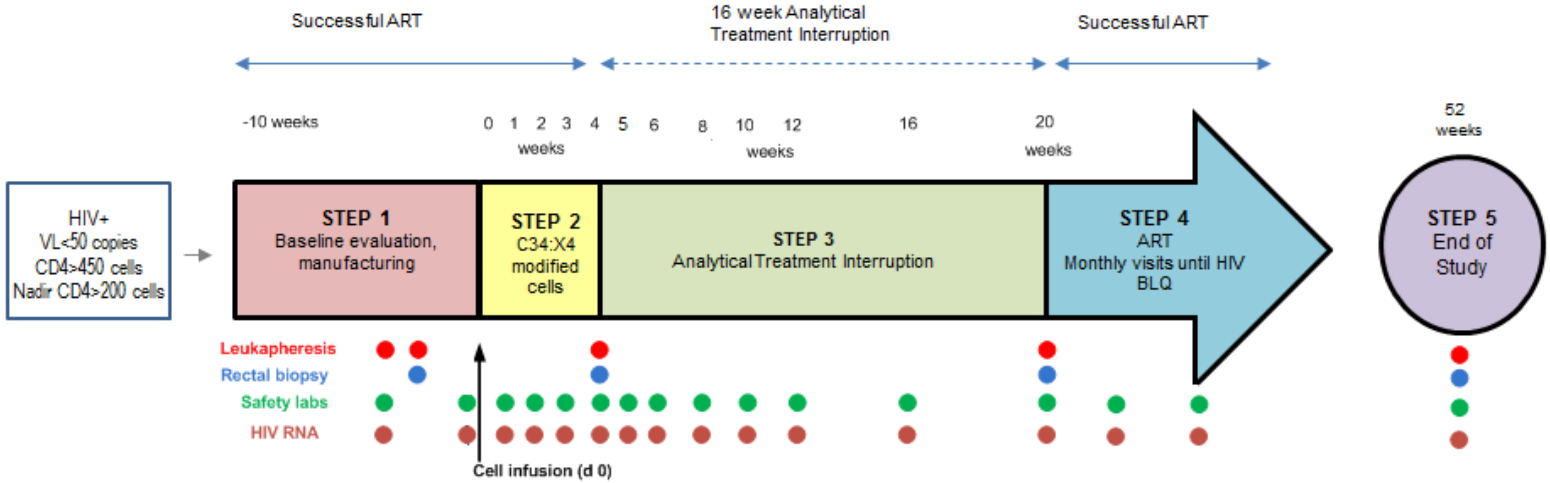 Successful ART
16 week Analytical
Treatment Interruption
Successful ART
-10 weeks
0 1 2 3 4 5 6 8 10 12 16 20
weeks
weeks
weeks
52
weeks
HIV+
VL<50 copies
CD4>450 cells
Nadir CD4>200 cells
STEP 1
Baseline evaluation,
manufacturing
STEP 2
C34:X4
modified
cells
STEP 3
Analytical Treatment Interruption
STEP 4
ART
Monthly visits until HIV
BLQ
STEP 5
End of
Study
Leukapheresis
Rectal biopsy
Safety labs
HIV RNA
Cell infusion (d 0)